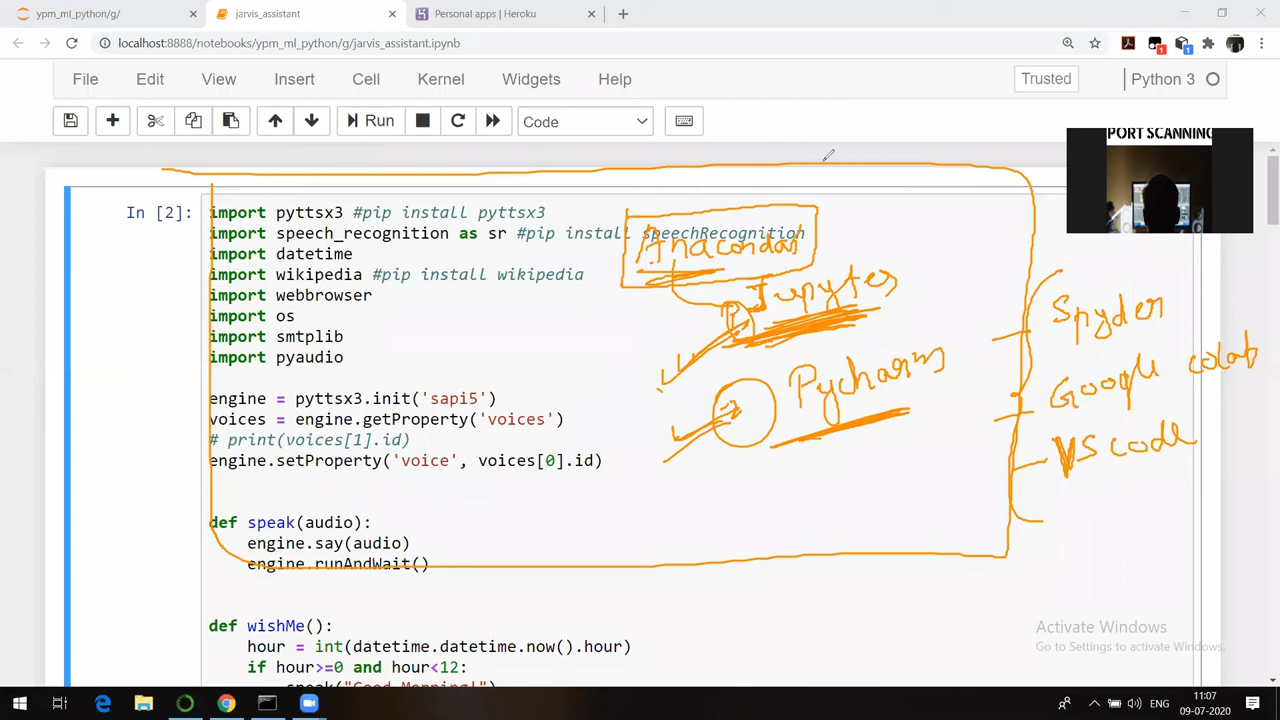 ypm_ml_python/g/
jarvis_assistant
Personal apps | Heroku
localhost:8888/notebooks/ypm_ml_python/g/jarvis_assistant.ipynb
File Edit View Insert Cell Kernel Widgets Help
Trusted
Python 3
Run
Code
PORT SCANNING
In [2]:
import pyttsx3 #pip install pyttsx3
import speech_recognition as sr #pip install speechRecognition
import datetime
import wikipedia #pip install wikipedia
import webbrowser
import os
import smtplib
import pyaudio
engine = pyttsx3.init('sapi5')
voices = engine.getProperty('voices')
# print(voices[1].id)
engine.setProperty('voice', voices[0].id)
def speak(audio):
engine.say(audio)
engine.runAndWait()
def wishMe():
hour = int(datetime.datetime.now().hour)
if hour>=0 and hour<12:
speak("Good Morning!")
Anaconda
Jupyter
Pycharm
Spyder
Google colab
VS code
Activate Windows
Go to Settings to activate Windows.
ENG
11:07
09-07-2020